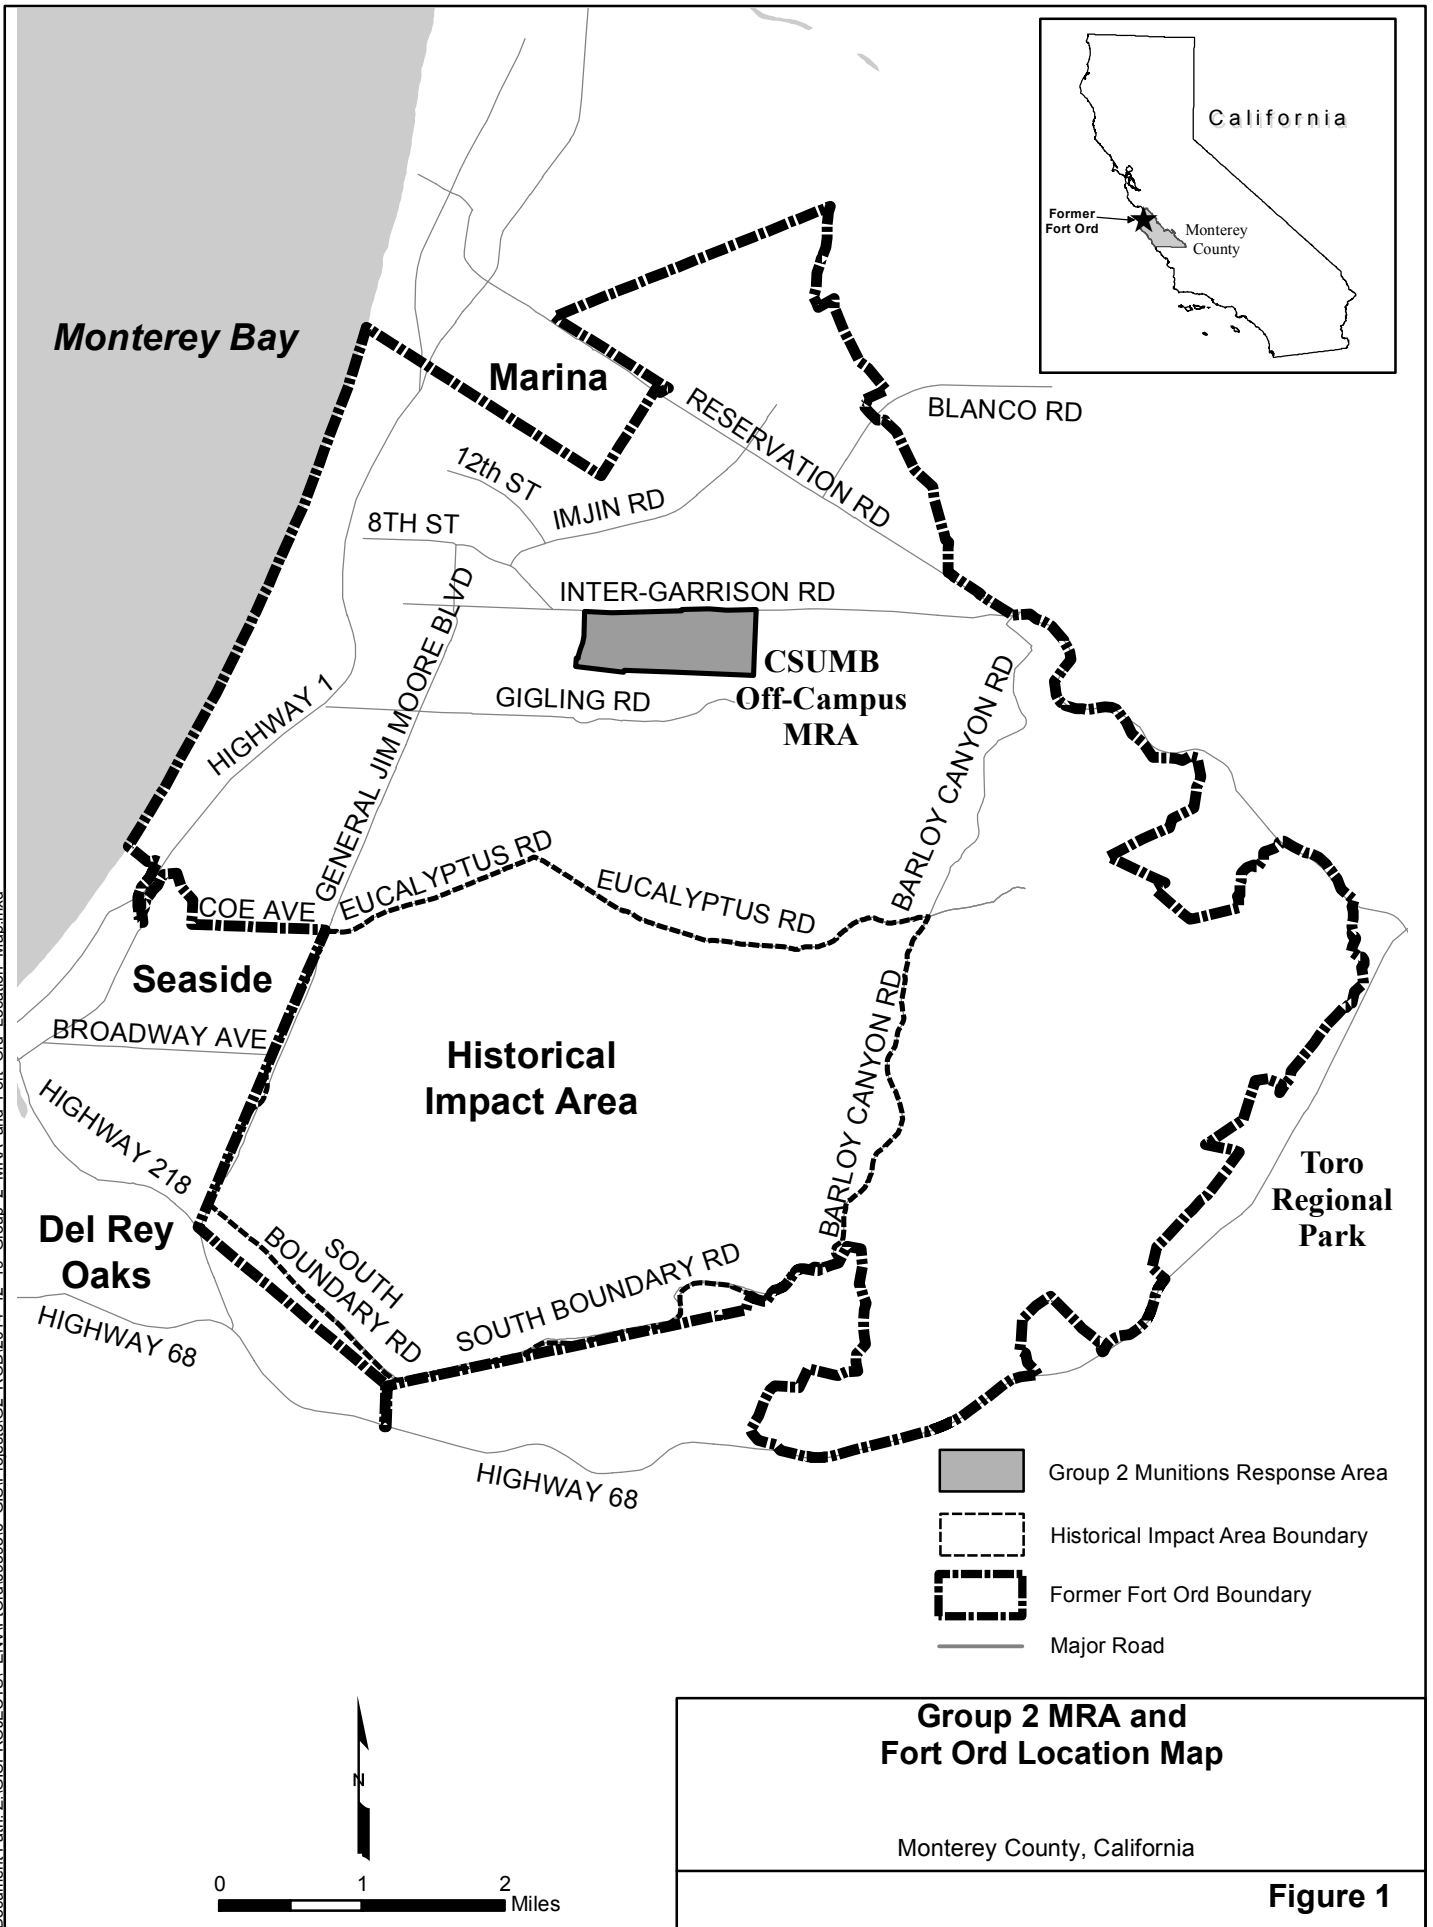 California
Former
Fort Ord
Monterey
County
Monterey Bay
Marina
RESERVATION RD
BLANCO RD
12th ST
IMJIN RD
8TH ST
INTER-GARRISON RD
GENERAL JIM MOORE BLVD
CSUMB
Off-Campus
MRA
GIGLING RD
HIGHWAY 1
BARLOY CANYON RD
EUCALYPTUS RD
EUCALYPTUS RD
COE AVE
Seaside
BROADWAY AVE
Historical
Impact Area
BARLOY CANYON RD
HIGHWAY 218
Toro
Regional
Park
Del Rey
Oaks
SOUTH
BOUNDARY RD
SOUTH BOUNDARY RD
HIGHWAY 68
HIGHWAY 68
Group 2 Munitions Response Area
Historical Impact Area Boundary
Former Fort Ord Boundary
Major Road
N
0 1 2
Miles
Group 2 MRA and
Fort Ord Location Map
Monterey County, California
Figure 1